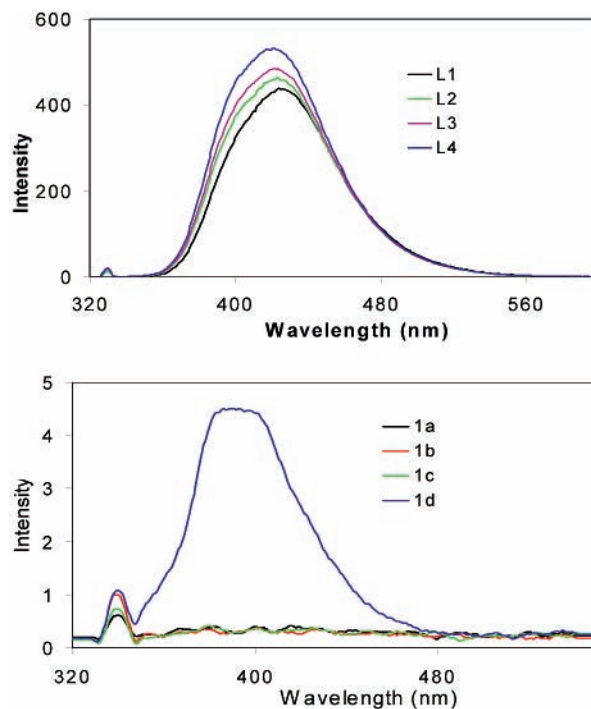 600
400
200
0
Intensity
L1
L2
L3
L4
320 400 480 560
Wavelength (nm)
5
4
3
2
1
0
Intensity
1a
1b
1c
1d
320 400 480
Wavelength (nm)